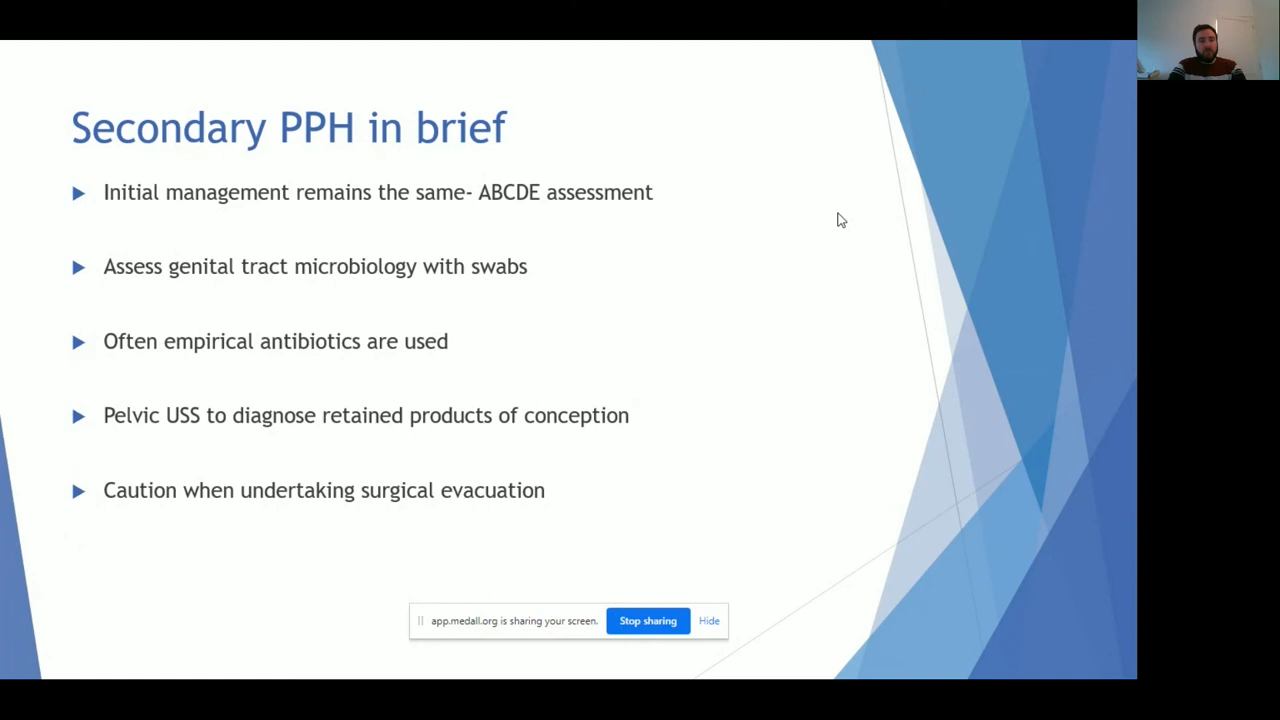 Secondary PPH in brief
Initial management remains the same- ABCDE assessment
Assess genital tract microbiology with swabs
Often empirical antibiotics are used
Pelvic USS to diagnose retained products of conception
Caution when undertaking surgical evacuation
app.medall.org is sharing your screen. Stop sharing Hide